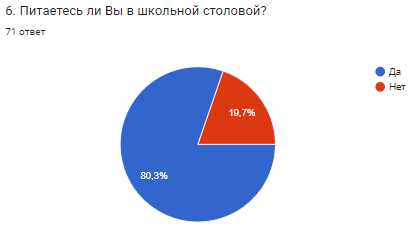 6. Питаетесь ли Вы в школьной столовой?
71 ответ
Да
Нет
19,7%
80,3%